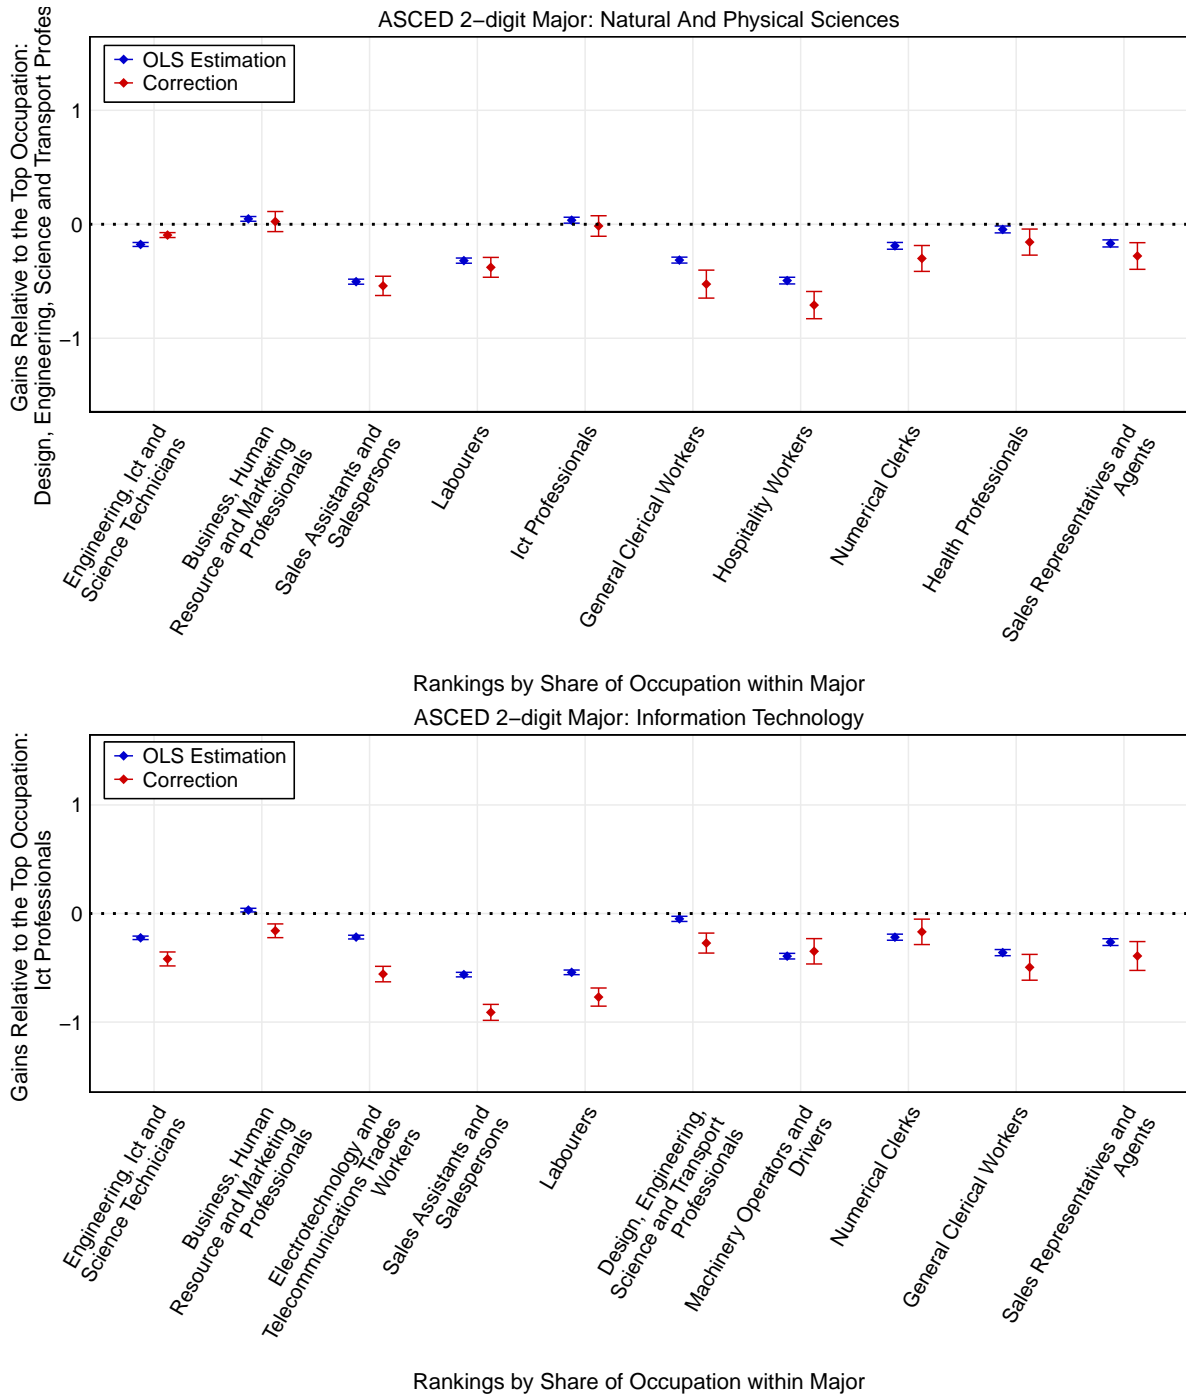 ASCED 2−digit Major: Natural And Physical Sciences
Gains Relative to the Top Occupation:
Design, Engineering, Science and Transport Profes
OLS Estimation
Correction
1
0
−1
Engineering, Ict and
Science Technicians
Business, Human
Resource and Marketing
Professionals
Sales Assistants and
Salespersons
Labourers
Ict Professionals
General Clerical Workers
Hospitality Workers
Numerical Clerks
Health Professionals
Sales Representatives and
Agents
Rankings by Share of Occupation within Major
ASCED 2−digit Major: Information Technology
Gains Relative to the Top Occupation:
Ict Professionals
OLS Estimation
Correction
1
0
−1
Engineering, Ict and
Science Technicians
Business, Human
Resource and Marketing
Professionals
Electrotechnology and
Telecommunications Trades
Workers
Sales Assistants and
Salespersons
Labourers
Design, Engineering,
Science and Transport
Professionals
Machinery Operators and
Drivers
Numerical Clerks
General Clerical Workers
Sales Representatives and
Agents
Rankings by Share of Occupation within Major